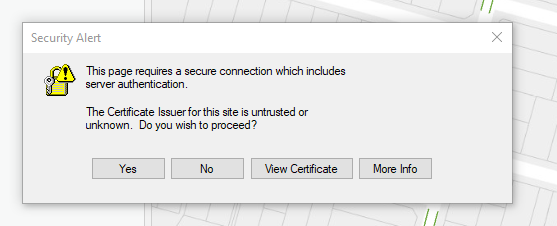 Security Alert
This page requires a secure connection which includes
server authentication.
The Certificate Issuer for this site is untrusted or
unknown. Do you wish to proceed?
Yes No View Certificate More Info